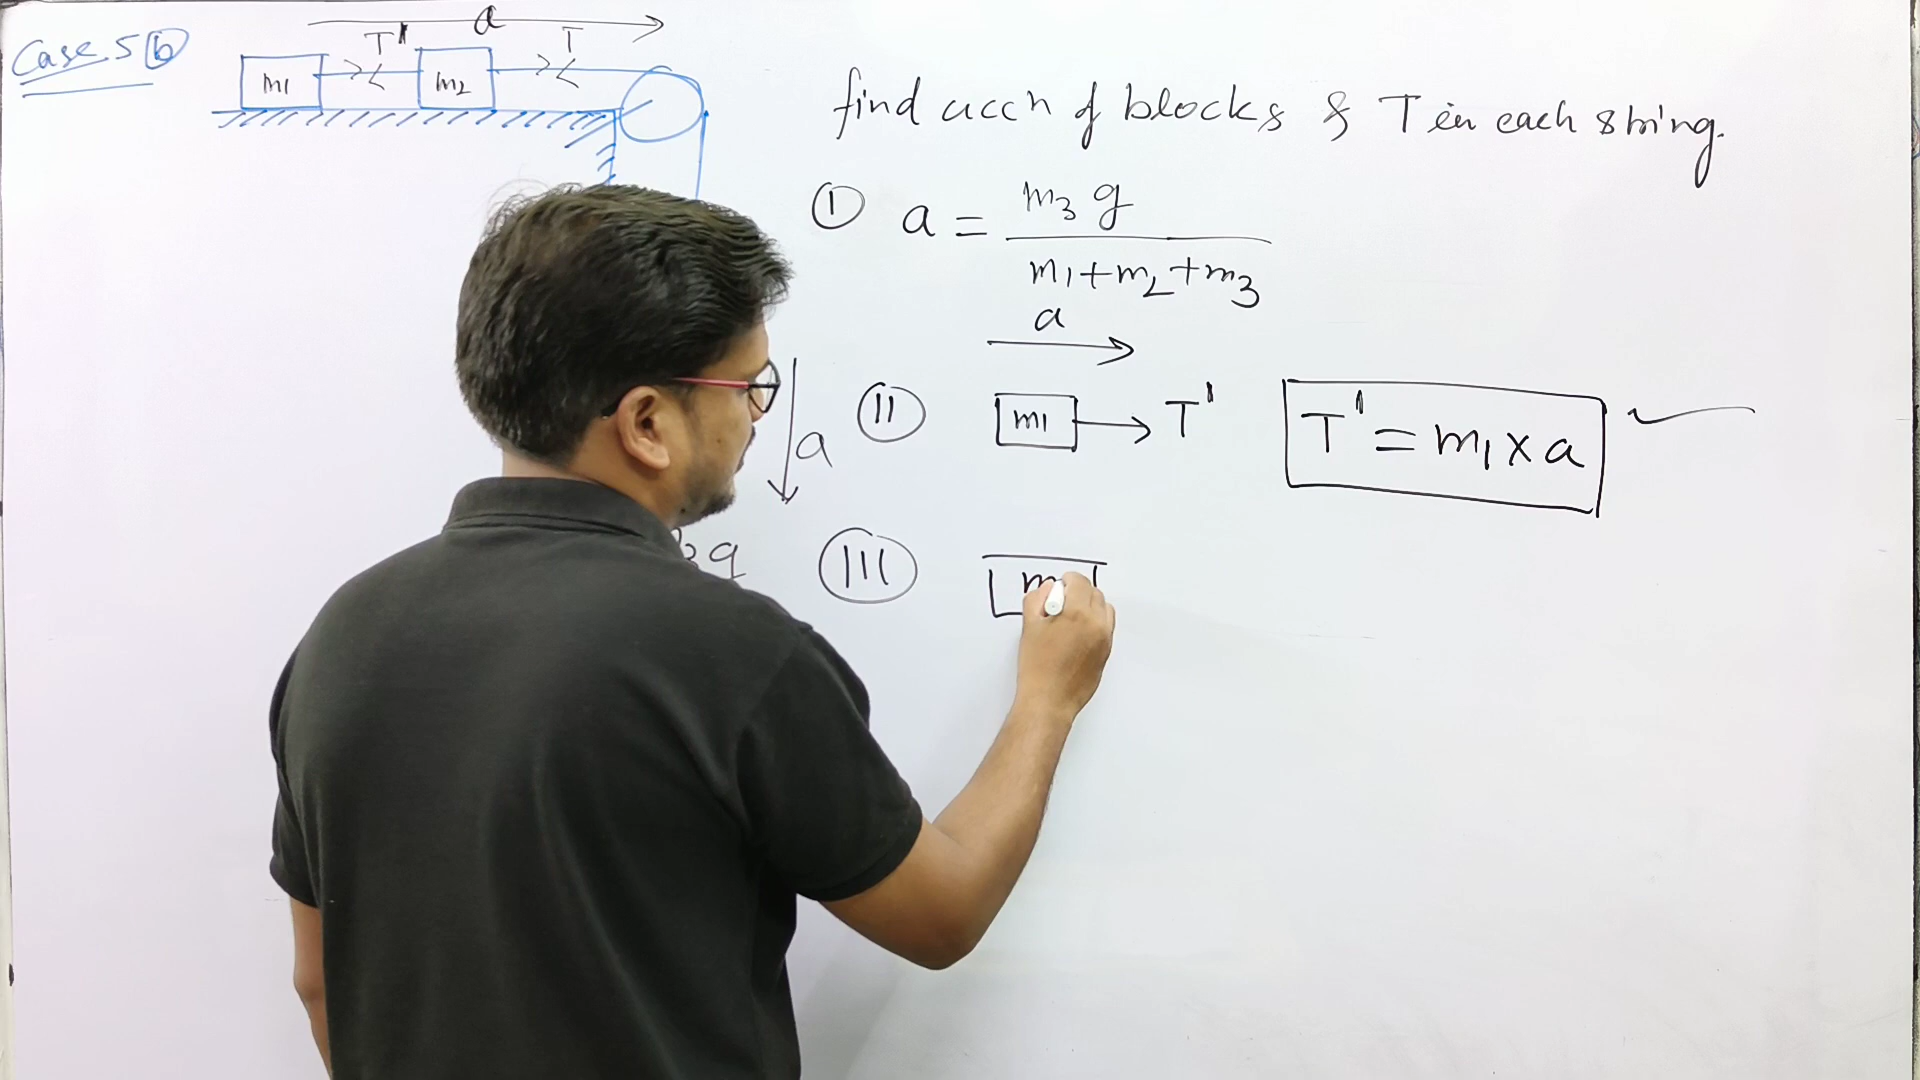 Case 5 (b)
a
m1 T' m2 T
find accn of blocks & T in each string.
(1) a = m3 g / m1+m2+m3
a
a
(II) m1 → T' T' = m1 x a
g (III) m